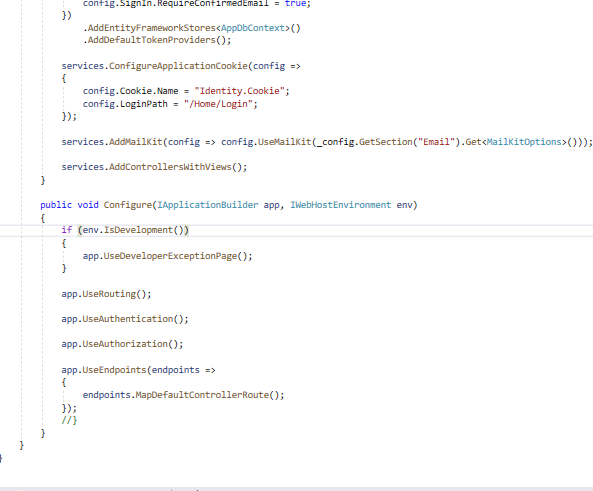 config.SignIn.RequireConfirmedEmail = true;
})
.AddEntityFrameworkStores<AppDbContext>()
.AddDefaultTokenProviders();
services.ConfigureApplicationCookie(config =>
{
config.Cookie.Name = "Identity.Cookie";
config.LoginPath = "/Home/Login";
});
services.AddMailKit(config => config.UseMailKit(_config.GetSection("Email").Get<MailKitOptions>()));
services.AddControllersWithViews();
}
public void Configure(IApplicationBuilder app, IWebHostEnvironment env)
{
if (env.IsDevelopment())
{
app.UseDeveloperExceptionPage();
}
app.UseRouting();
app.UseAuthentication();
app.UseAuthorization();
app.UseEndpoints(endpoints =>
{
endpoints.MapDefaultControllerRoute();
});
//}
}
}
}